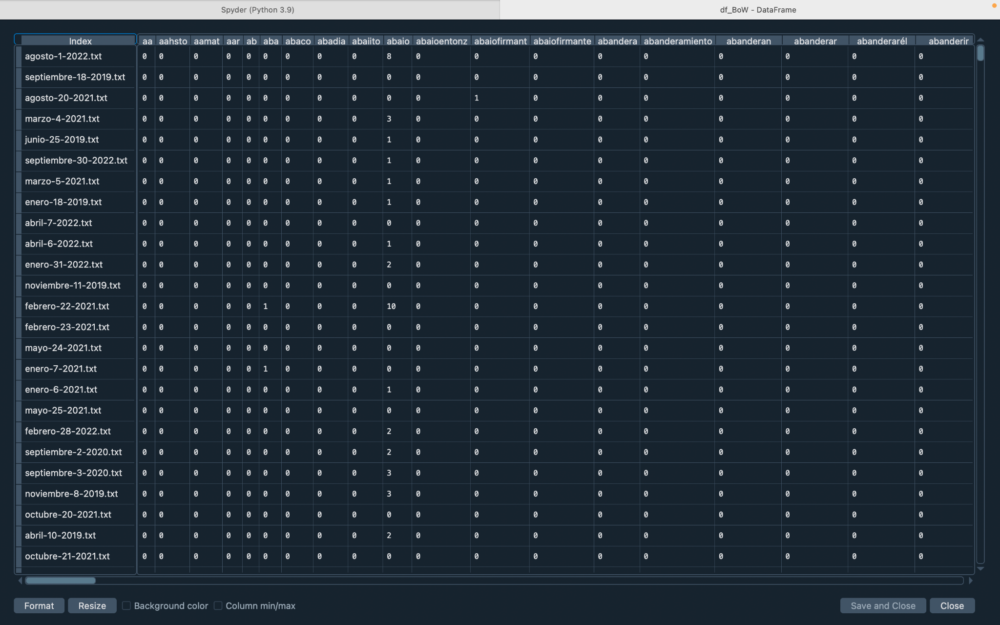 Spyder (Python 3.9) df_BoW - DataFrame
Index aa aahsto aamat aar ab aba abaco abadia abaiito abaio abaioentonz abaiofirmant abaiofirmante abandera abanderamiento abanderan abanderar abanderarél abanderir
agosto-1-2022.txt 0 0 0 0 0 0 0 0 0 8 0 0 0 0 0 0 0 0 0
septiembre-18-2019.txt 0 0 0 0 0 0 0 0 0 0 0 0 0 0 0 0 0 0 0
agosto-20-2021.txt 0 0 0 0 0 0 0 0 0 0 0 1 0 0 0 0 0 0 0
marzo-4-2021.txt 0 0 0 0 0 0 0 0 0 3 0 0 0 0 0 0 0 0 0
junio-25-2019.txt 0 0 0 0 0 0 0 0 0 1 0 0 0 0 0 0 0 0 0
septiembre-30-2022.txt 0 0 0 0 0 0 0 0 0 1 0 0 0 0 0 0 0 0 0
marzo-5-2021.txt 0 0 0 0 0 0 0 0 0 1 0 0 0 0 0 0 0 0 0
enero-18-2019.txt 0 0 0 0 0 0 0 0 0 1 0 0 0 0 0 0 0 0 0
abril-7-2022.txt 0 0 0 0 0 0 0 0 0 0 0 0 0 0 0 0 0 0 0
abril-6-2022.txt 0 0 0 0 0 0 0 0 0 1 0 0 0 0 0 0 0 0 0
enero-31-2022.txt 0 0 0 0 0 0 0 0 0 2 0 0 0 0 0 0 0 0 0
noviembre-11-2019.txt 0 0 0 0 0 0 0 0 0 0 0 0 0 0 0 0 0 0 0
febrero-22-2021.txt 0 0 0 0 0 1 0 0 0 10 0 0 0 0 0 0 0 0 0
febrero-23-2021.txt 0 0 0 0 0 0 0 0 0 0 0 0 0 0 0 0 0 0 0
mayo-24-2021.txt 0 0 0 0 0 0 0 0 0 0 0 0 0 0 0 0 0 0 0
enero-7-2021.txt 0 0 0 0 0 1 0 0 0 0 0 0 0 0 0 0 0 0 0
enero-6-2021.txt 0 0 0 0 0 0 0 0 0 1 0 0 0 0 0 0 0 0 0
mayo-25-2021.txt 0 0 0 0 0 0 0 0 0 0 0 0 0 0 0 0 0 0 0
febrero-28-2022.txt 0 0 0 0 0 0 0 0 0 2 0 0 0 0 0 0 0 0 0
septiembre-2-2020.txt 0 0 0 0 0 0 0 0 0 2 0 0 0 0 0 0 0 0 0
septiembre-3-2020.txt 0 0 0 0 0 0 0 0 0 3 0 0 0 0 0 0 0 0 0
noviembre-8-2019.txt 0 0 0 0 0 0 0 0 0 3 0 0 0 0 0 0 0 0 0
octubre-20-2021.txt 0 0 0 0 0 0 0 0 0 0 0 0 0 0 0 0 0 0 0
abril-10-2019.txt 0 0 0 0 0 0 0 0 0 2 0 0 0 0 0 0 0 0 0
octubre-21-2021.txt 0 0 0 0 0 0 0 0 0 0 0 0 0 0 0 0 0 0 0
Format Resize Background color Column min/max Save and Close Close